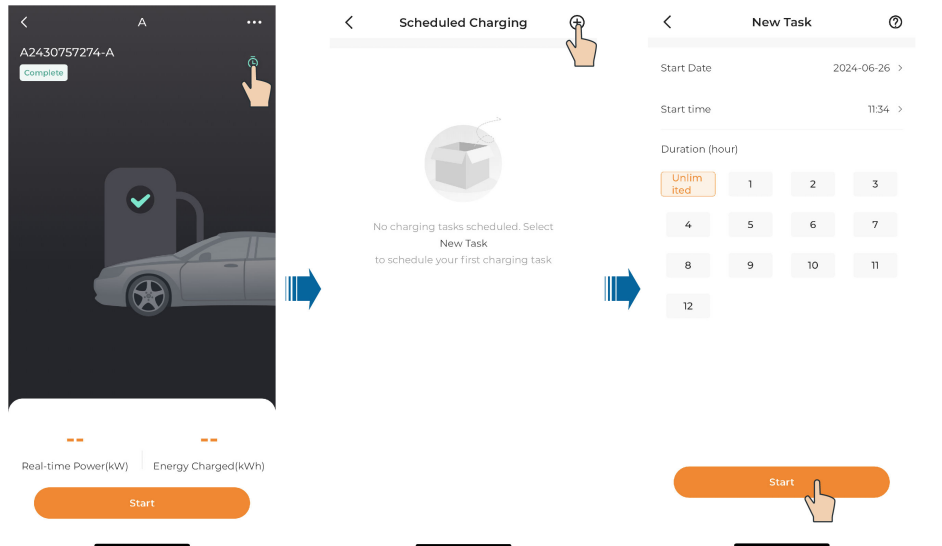 A
A2430757274-A
Complete
Real-time Power(kW)
Energy Charged(kWh)
Start
Scheduled Charging
No charging tasks scheduled. Select
New Task
to schedule your first charging task
New Task
Start Date
2024-06-26
Start time
11:34
Duration (hour)
Unlim
ited
1
2
3
4
5
6
7
8
9
10
11
12
Start